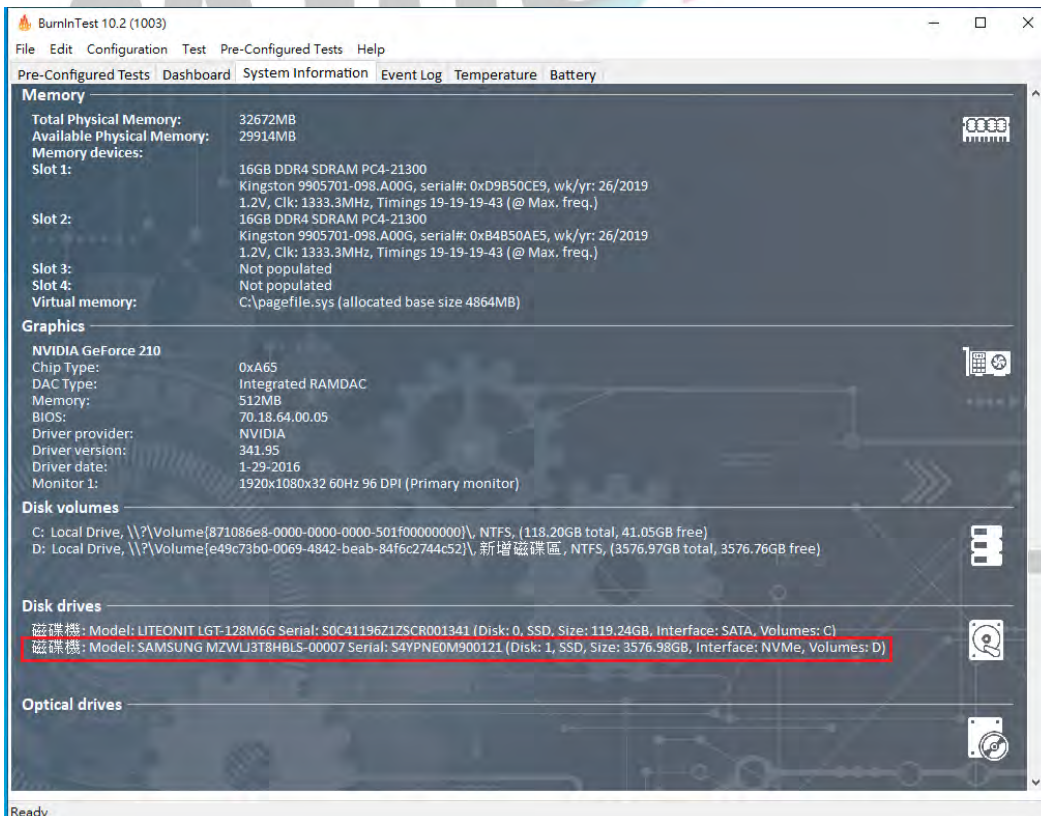 BurnInTest 10.2 (1003)
File Edit Configuration Test Pre-Configured Tests Help
Pre-Configured Tests Dashboard System Information Event Log Temperature Battery
Memory
Total Physical Memory: 32672MB
Available Physical Memory: 29914MB
Memory devices:
Slot 1: 16GB DDR4 SDRAM PC4-21300
Kingston 9905701-098.A00G, serial#: 0xD9B50CE9, wk/yr: 26/2019
1.2V, Clk: 1333.3MHz, Timings 19-19-19-43 (@ Max. freq.)
Slot 2: 16GB DDR4 SDRAM PC4-21300
Kingston 9905701-098.A00G, serial#: 0xB4B50AE5, wk/yr: 26/2019
1.2V, Clk: 1333.3MHz, Timings 19-19-19-43 (@ Max. freq.)
Slot 3: Not populated
Slot 4: Not populated
Virtual memory: C:\pagefile.sys (allocated base size 4864MB)
Graphics
NVIDIA GeForce 210
Chip Type: 0xA65
DAC Type: Integrated RAMDAC
Memory: 512MB
BIOS: 70.18.64.00.05
Driver provider: NVIDIA
Driver version: 341.95
Driver date: 1-29-2016
Monitor 1: 1920x1080x32 60Hz 96 DPI (Primary monitor)
Disk volumes
C: Local Drive, \\?\Volume{871086e8-0000-0000-0000-501f00000000}\, NTFS, (118.20GB total, 41.05GB free)
D: Local Drive, \\?\Volume{e49c73b0-0069-4842-beab-84f6c2744c52}\, 新增磁碟區, NTFS, (3576.97GB total, 3576.76GB free)
Disk drives
磁碟機: Model: LITEONIT LGT-128M6G Serial: S0C41196Z1ZSCR001341 (Disk: 0, SSD, Size: 119.24GB, Interface: SATA, Volumes: C)
磁碟機: Model: SAMSUNG MZWLJ3T8HBLS-00007 Serial: S4YPNE0M900121 (Disk: 1, SSD, Size: 3576.98GB, Interface: NVMe, Volumes: D)
Optical drives
Ready